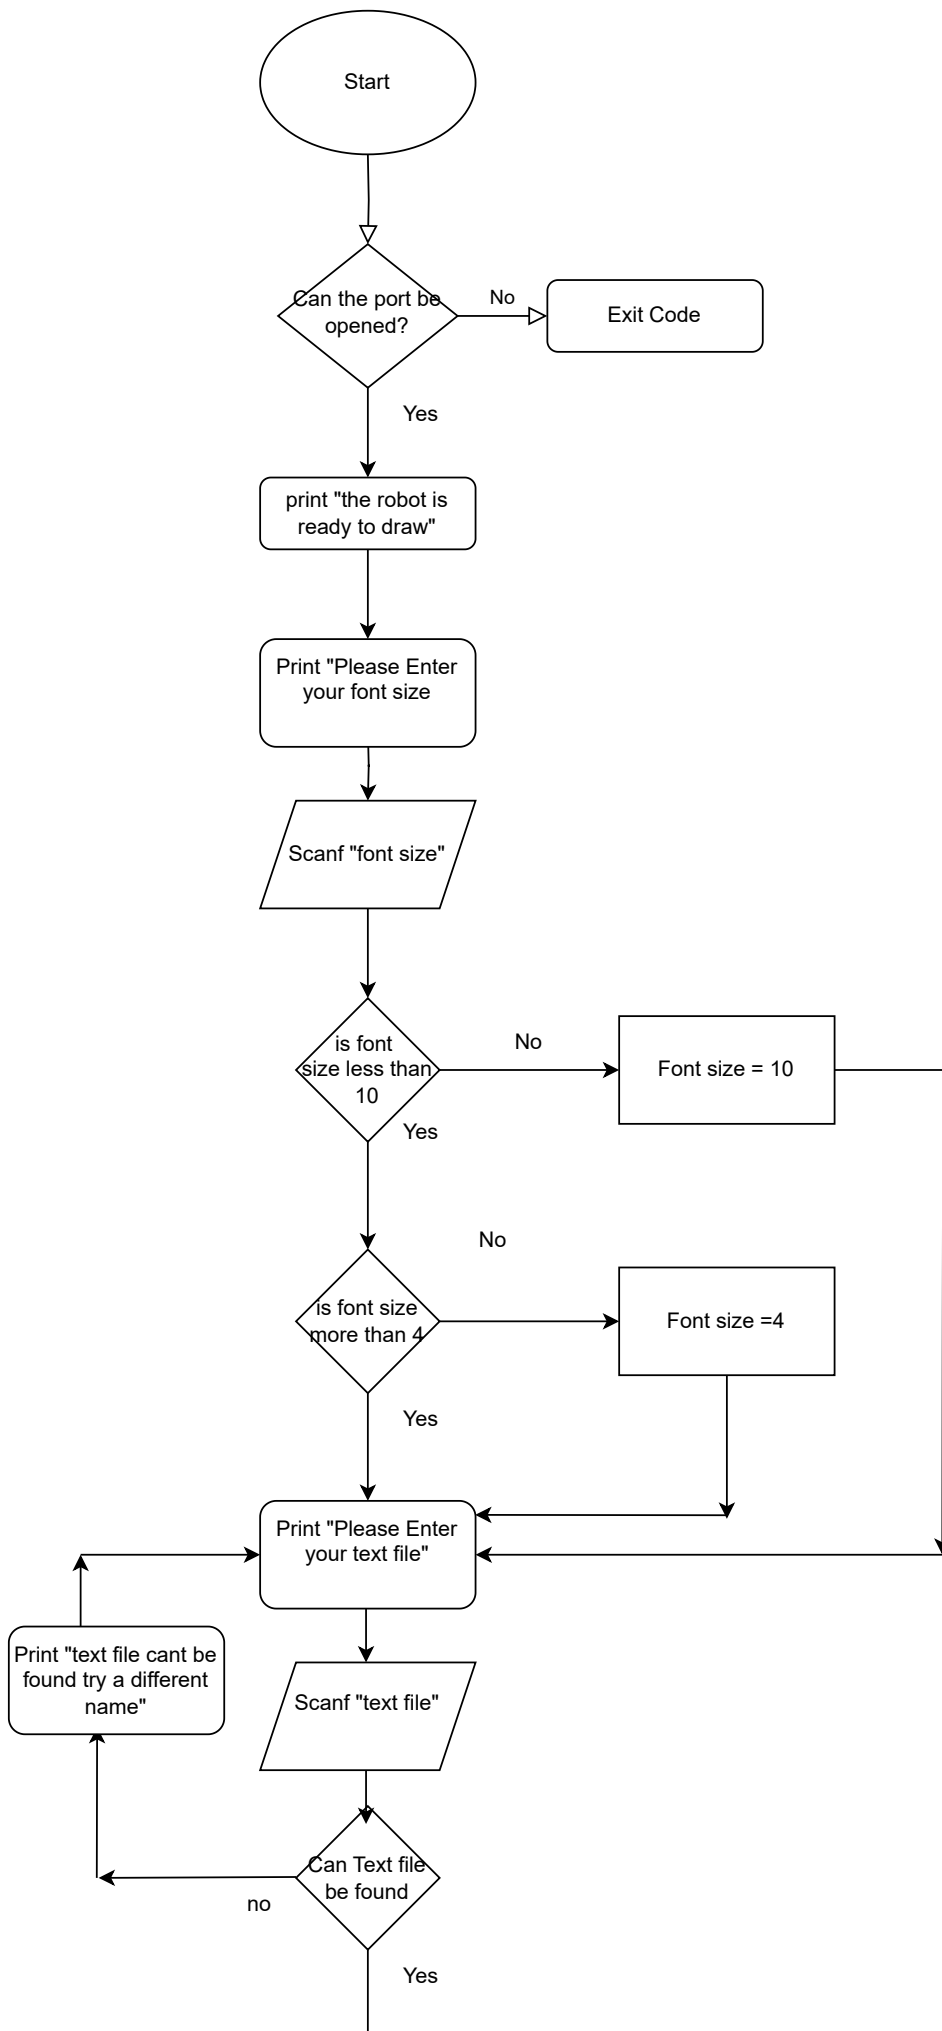 Start
Can the port be
opened?
No
Exit Code
Yes
print "the robot is
ready to draw"
Print "Please Enter
your font size
Scanf "font size"
is font
size less than
10
No
Font size = 10
Yes
No
is font size
more than 4
Font size =4
Yes
Print "Please Enter
your text file"
Print "text file cant be
found try a different
name"
Scanf "text file"
Can Text file
be found
no
Yes